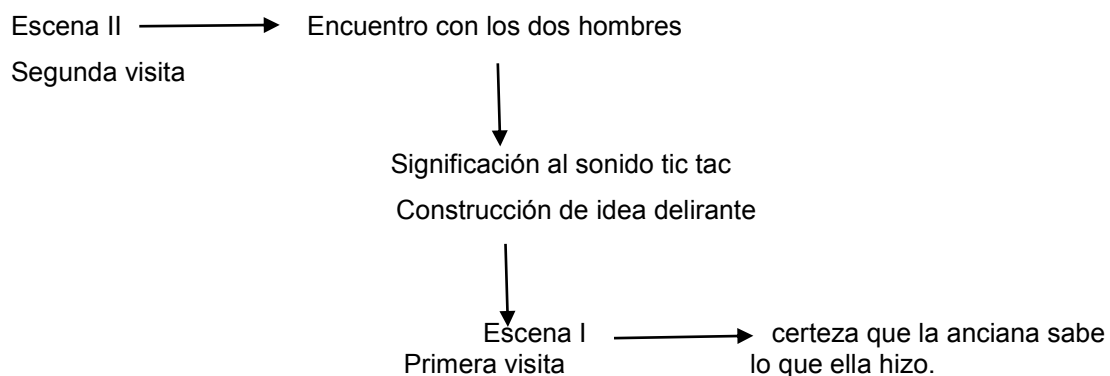 Escena II Encuentro con los dos hombres
Segunda visita
Significación al sonido tic tac
Construcción de idea delirante
Escena I certeza que la anciana sabe
Primera visita lo que ella hizo.